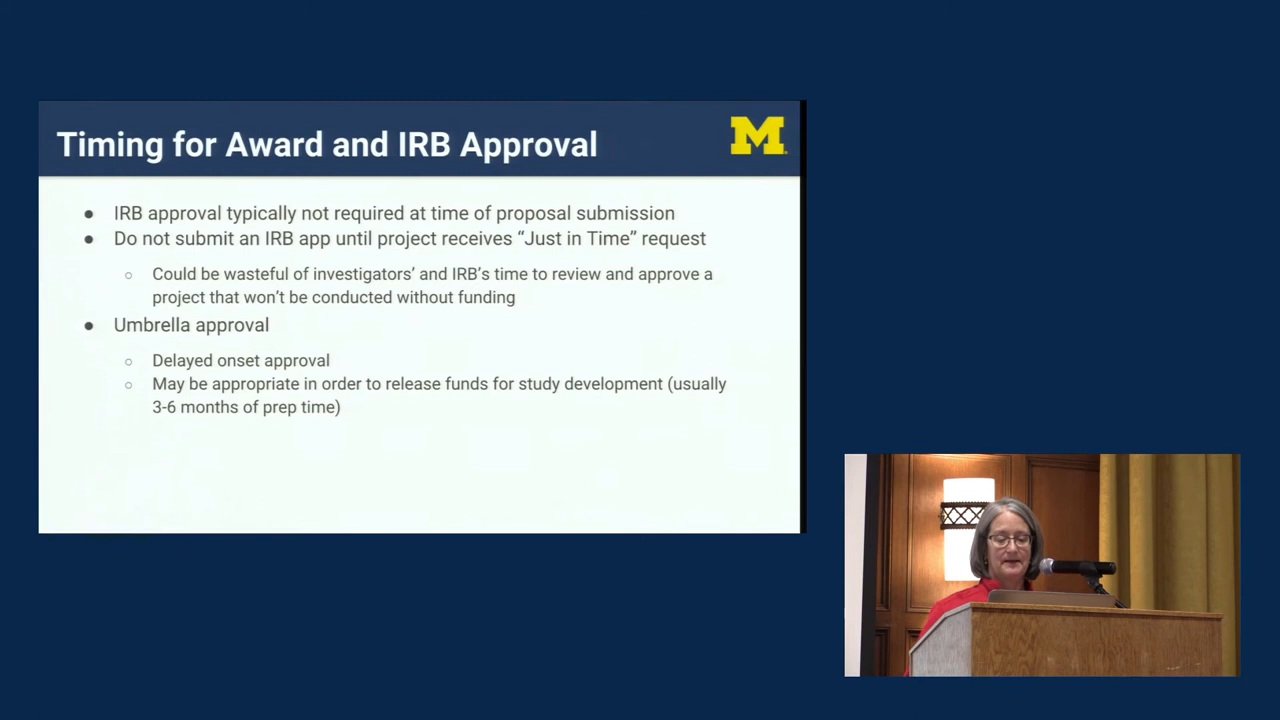 Timing for Award and IRB Approval
M
● IRB approval typically not required at time of proposal submission
● Do not submit an IRB app until project receives “Just in Time” request
○ Could be wasteful of investigators’ and IRB’s time to review and approve a
project that won’t be conducted without funding
● Umbrella approval
○ Delayed onset approval
○ May be appropriate in order to release funds for study development (usually
3-6 months of prep time)